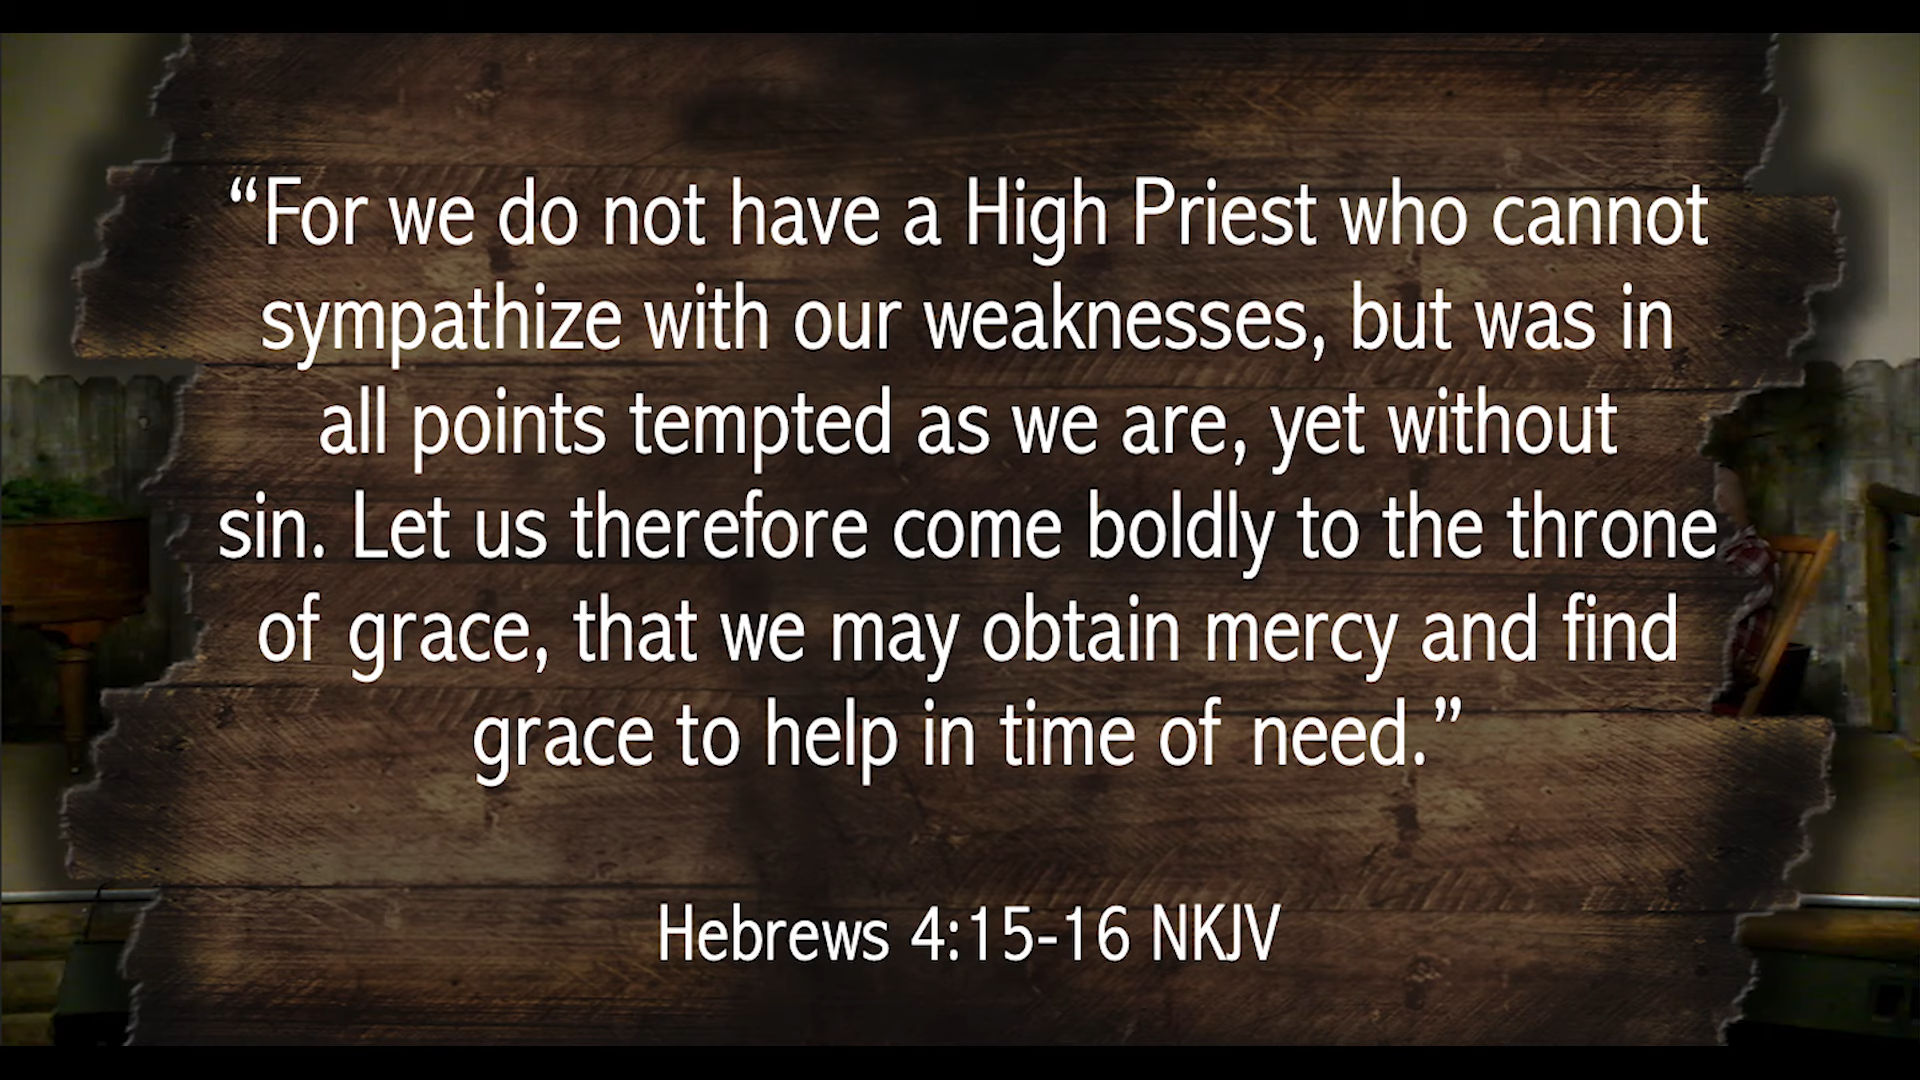 “For we do not have a High Priest who cannot
sympathize with our weaknesses, but was in
all points tempted as we are, yet without
sin. Let us therefore come boldly to the throne
of grace, that we may obtain mercy and find
grace to help in time of need.”
Hebrews 4:15-16 NKJV